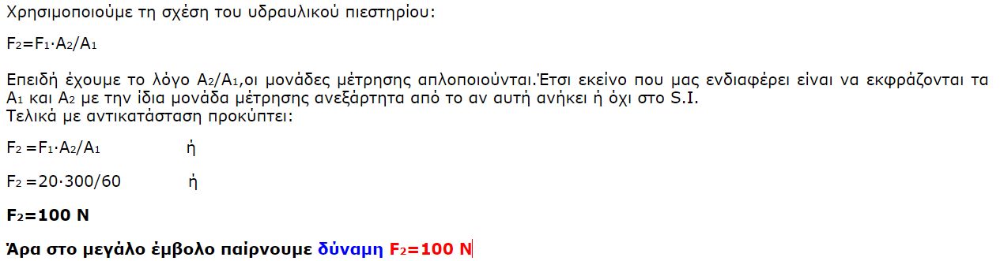 Χρησιμοποιούμε τη σχέση του υδραυλικού πιεστηρίου:
F₂=F₁·A₂/A₁
Επειδή έχουμε το λόγο A₂/A₁,οι μονάδες μέτρησης απλοποιούνται.Έτσι εκείνο που μας ενδιαφέρει είναι να εκφράζονται τα
A₁ και A₂ με την ίδια μονάδα μέτρησης ανεξάρτητα από το αν αυτή ανήκει ή όχι στο S.I.
Τελικά με αντικατάσταση προκύπτει:
F₂ =F₁·A₂/A₁ ή
F₂ =20·300/60 ή
F₂=100 N
Άρα στο μεγάλο έμβολο παίρνουμε δύναμη F₂=100 N